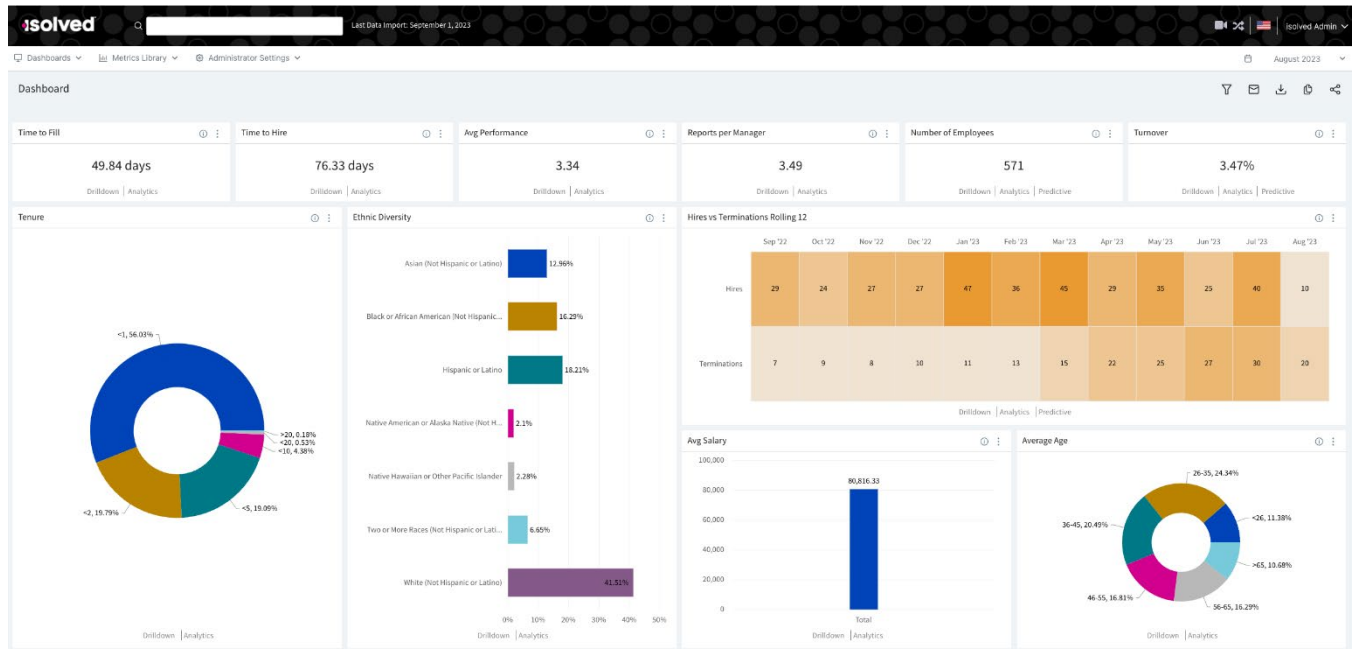 isolved
Last Data Import: September 1, 2023
isolved Admin
Dashboards
Metrics Library
Administrator Settings
August 2023
Dashboard
Time to Fill
49.84 days
Drilldown | Analytics
Time to Hire
76.33 days
Drilldown | Analytics
Avg Performance
3.34
Drilldown | Analytics
Reports per Manager
3.49
Drilldown | Analytics
Number of Employees
571
Drilldown | Analytics | Predictive
Turnover
3.47%
Drilldown | Analytics | Predictive
Tenure
<1, 56.03%
>20, 0.18%
<20, 0.53%
<10, 4.38%
<5, 19.09%
<2, 19.79%
Drilldown | Analytics
Ethnic Diversity
Asian (Not Hispanic or Latino) 12.96%
Black or African American (Not Hispanic... 16.29%
Hispanic or Latino 18.21%
Native American or Alaska Native (Not H... 2.1%
Native Hawaiian or Other Pacific Islander 2.28%
Two or More Races (Not Hispanic or Lati... 6.65%
White (Not Hispanic or Latino) 41.51%
0% 10% 20% 30% 40% 50%
Drilldown | Analytics
Hires vs Terminations Rolling 12
Sep '22 Oct '22 Nov '22 Dec '22 Jan '23 Feb '23 Mar '23 Apr '23 May '23 Jun '23 Jul '23 Aug '23
Hires 29 24 27 27 47 36 45 29 35 25 40 10
Terminations 7 9 8 10 11 13 15 22 25 27 30 20
Drilldown | Analytics | Predictive
Avg Salary
100,000
80,000
60,000
40,000
20,000
0
80,816.33
Total
Drilldown | Analytics
Average Age
26-35, 24.34%
<26, 11.38%
36-45, 20.49%
>65, 10.68%
46-55, 16.81%
56-65, 16.29%
Drilldown | Analytics